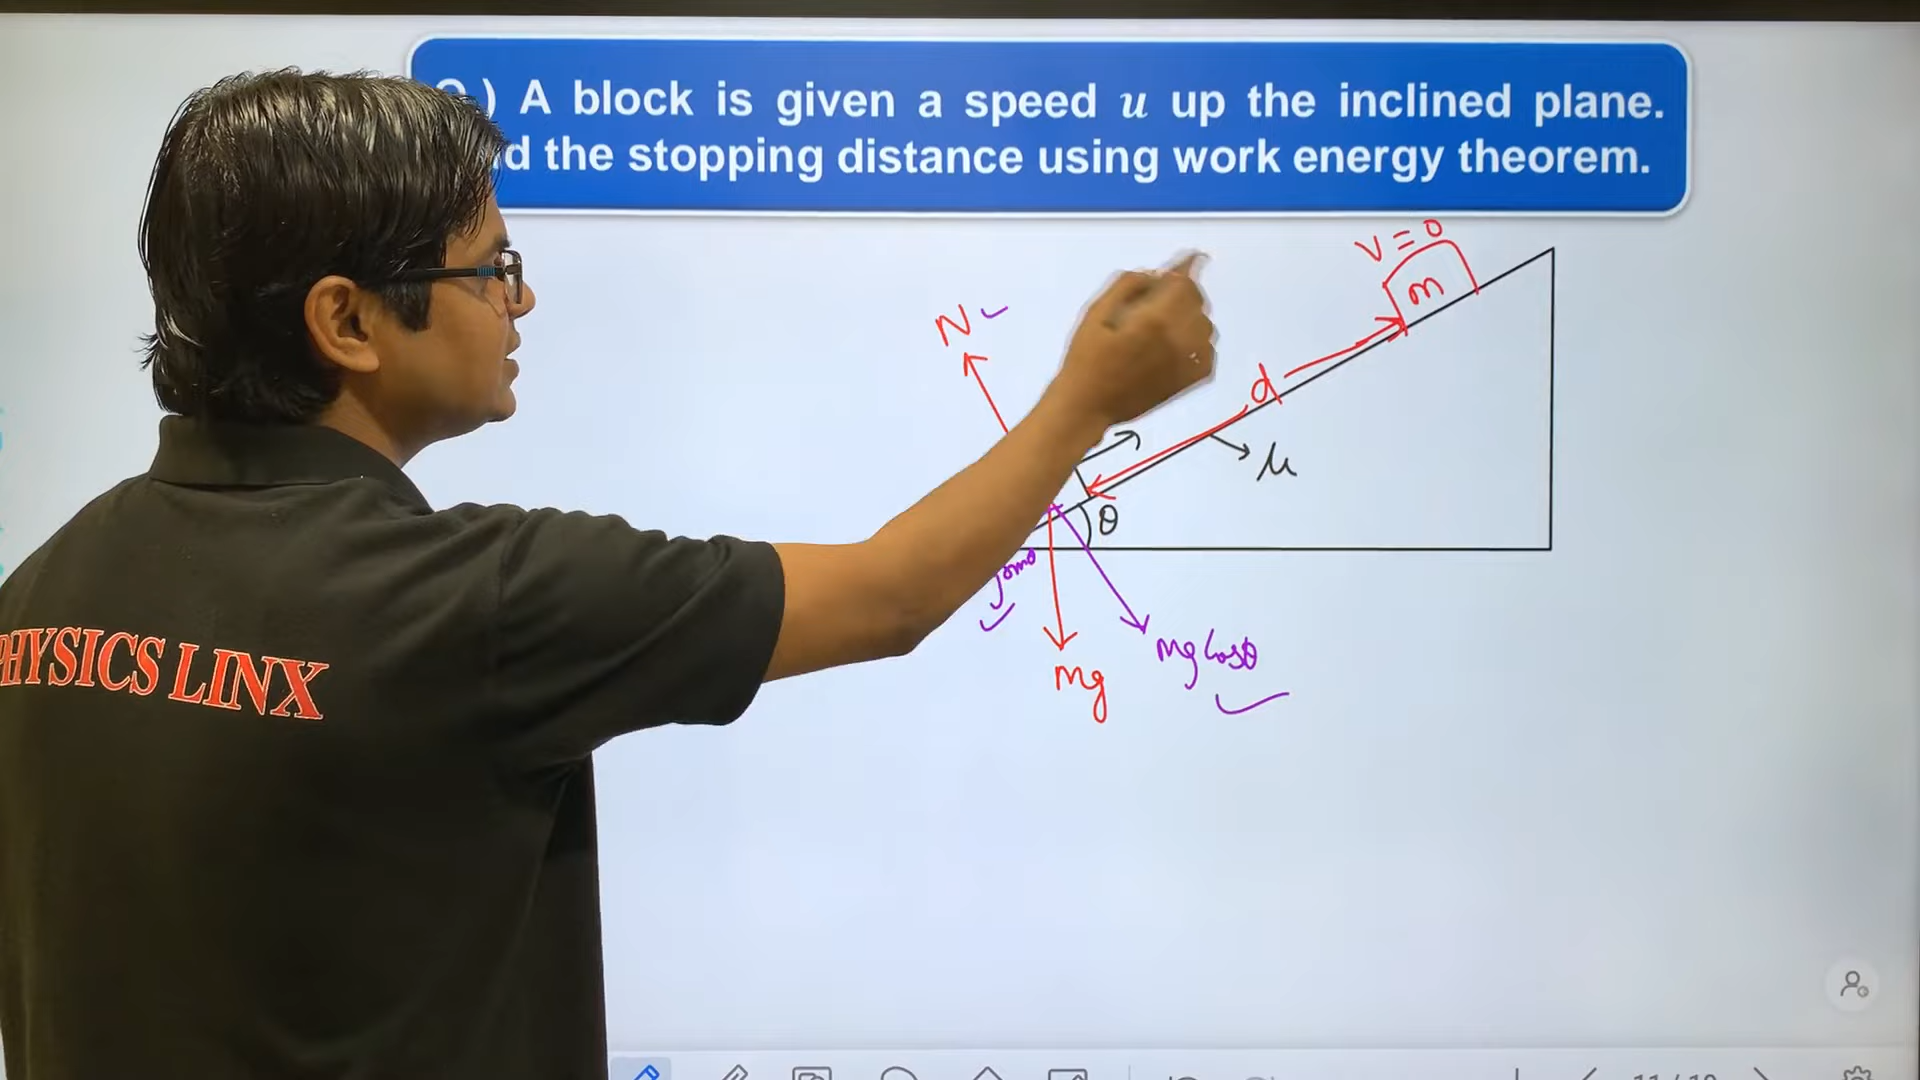 ) A block is given a speed u up the inclined plane.
the stopping distance using work energy theorem.
V = 0
m
N
d
μ
θ
mg cosθ
mg
PHYSICS LINX